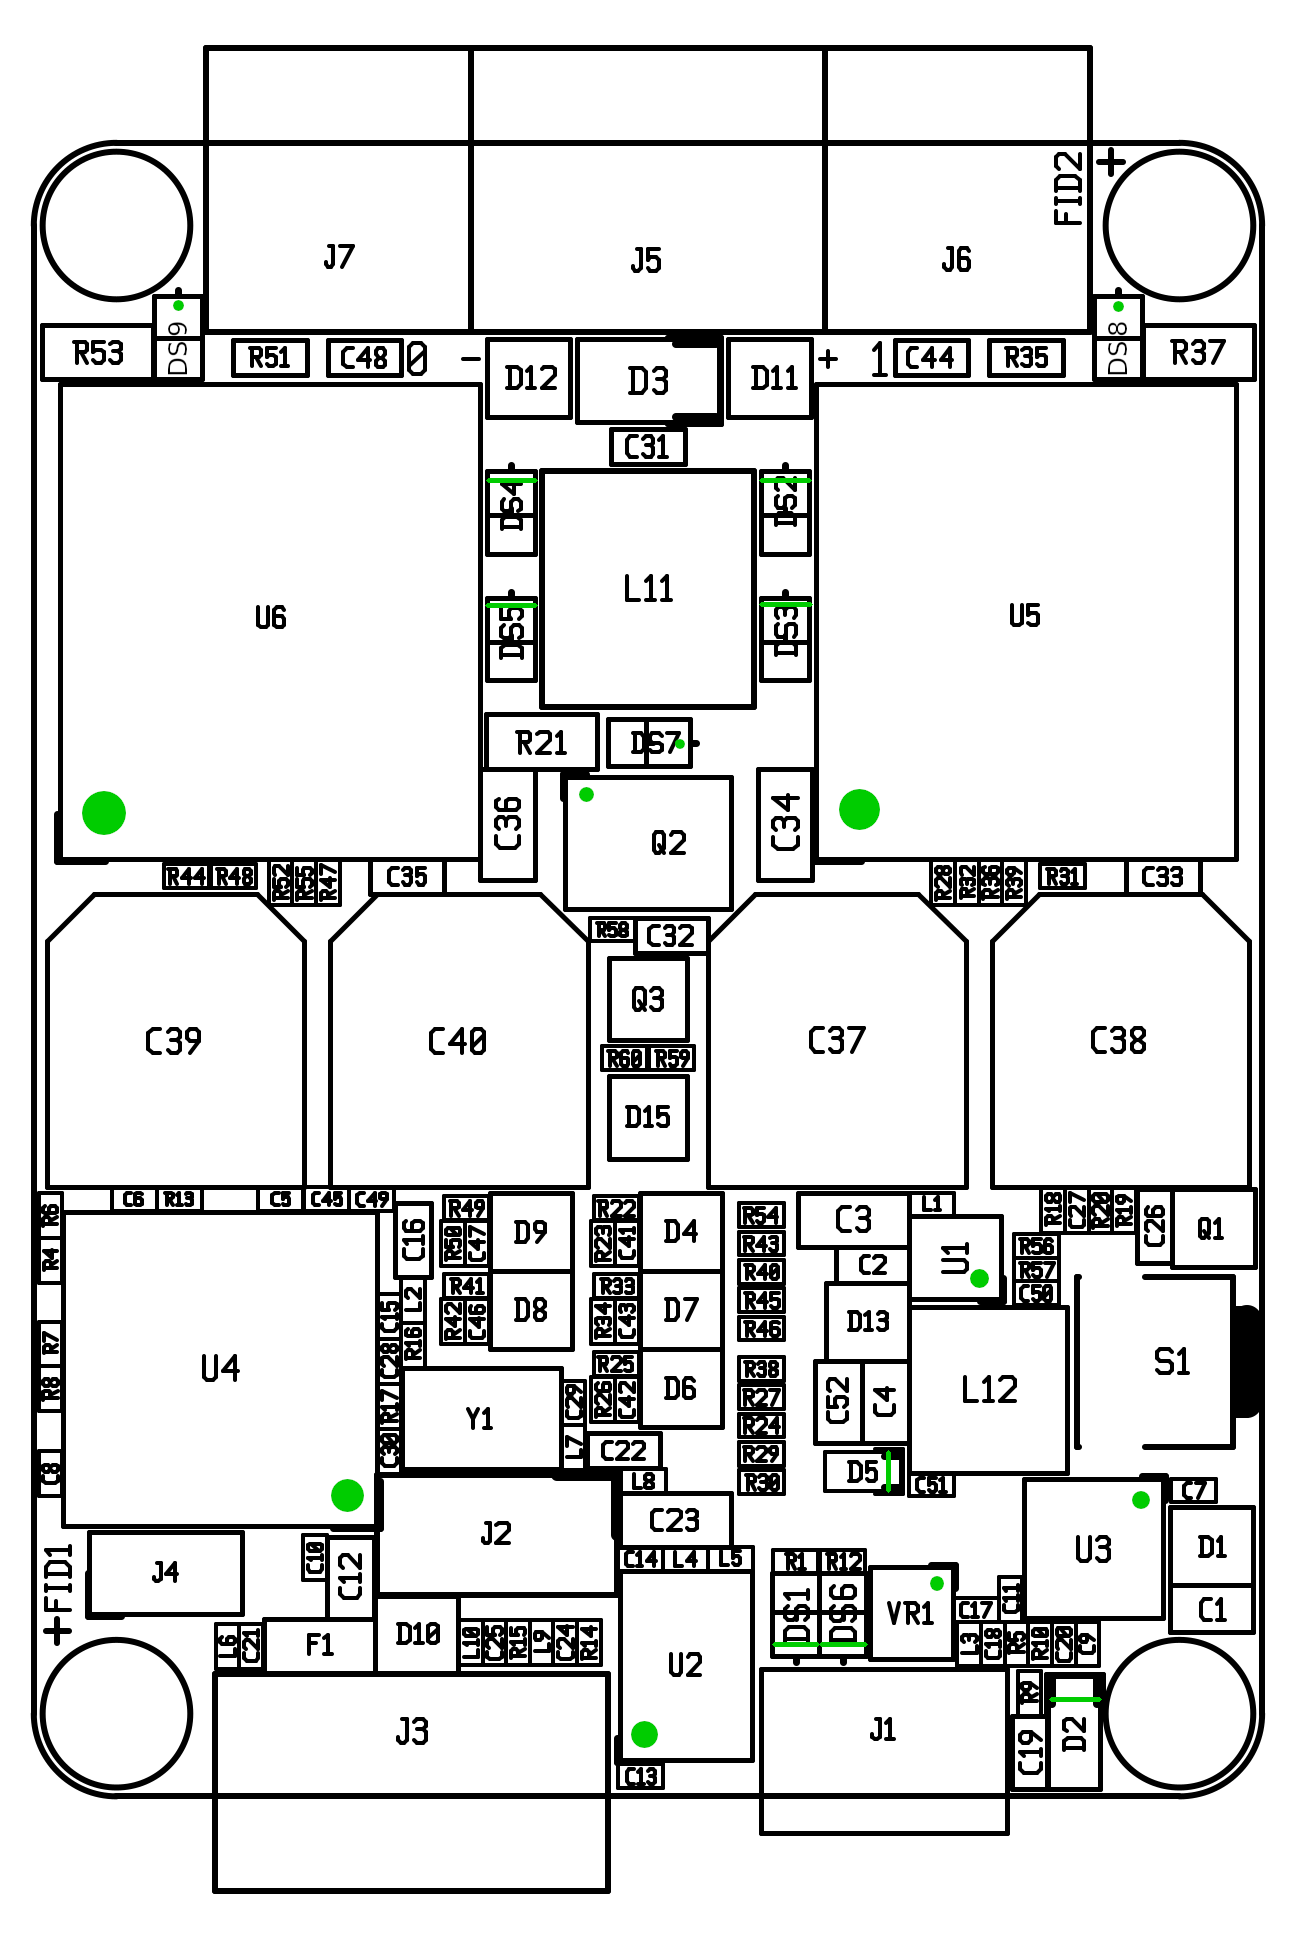 FID2 +
J7 J5 J6
R53 DS9 R51 C48 0 - D12 D3 D11 + 1 C44 R35 DS8 R37
C31
DS4 DS2
U6 DS5 L11 DS3 U5
R21 DS7
C36 Q2 C34
R44 R48 R52 R55 R47 C35 R28 R32 R36 R39 R31 C33
R58 C32
Q3
C39 C40 C37 C38
R60 R59
D15
C6 R13 C5 C45 C49
R6 R49 R22 R54 C3 L1 R18 C27 R20 R19 C26 Q1
R4 C16 R50 C47 D9 R23 C41 D4 R43 C2 U1 R56
R41 R33 R40 R57
L2 R42 C46 D8 R34 C43 D7 R45 D13 C50
R7 C15 R16 R46
R8 U4 C28 R25 R38 S1
R17 Y1 C29 R26 C42 D6 R27 C52 C4 L12
C8 C30 L7 C22 R24
R29 D5
L8 R30 C51 C7
J2 C23 U3 D1
FID1 + J4 C10 C12 C14 L4 L5 R1 R12
DS1 DS6 VR1 C17 C11 C1
L6 C21 F1 D10 L10 C25 R15 L9 C24 R14 U2 L3 C18 R5 R10 C20 C9
J3 J1 R9 C19 D2
C13